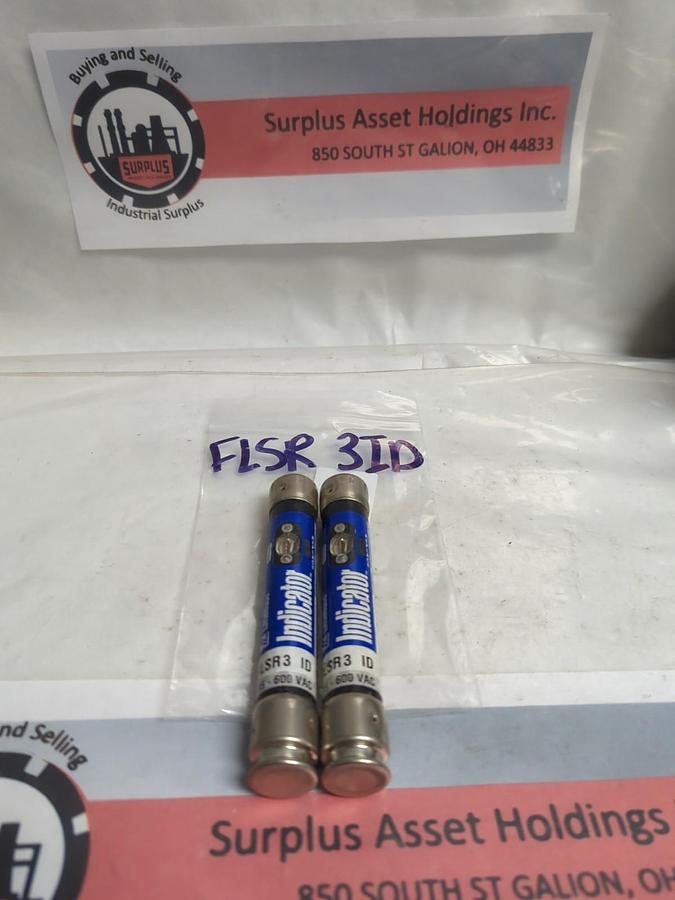 Buying and Selling
SURPLUS
Industrial Surplus
Surplus Asset Holdings Inc.
850 SOUTH ST GALION, OH 44833
FLSR 3ID
Indicator
LSR3 ID
- 600 VAC
Indicator
SR3 ID
- 600 VAC
nd Selling
Surplus Asset Holdings
850 SOUTH ST GALION, OH